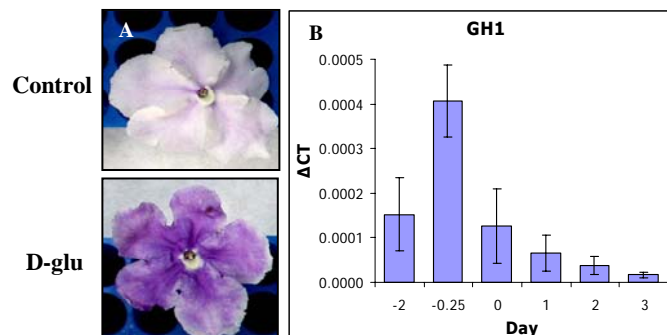 A
Control
D-glu
B
GH1
0.0005
0.0004
0.0003
0.0002
0.0001
0.0000
ΔCT
-2 -0.25 0 1 2 3
Day